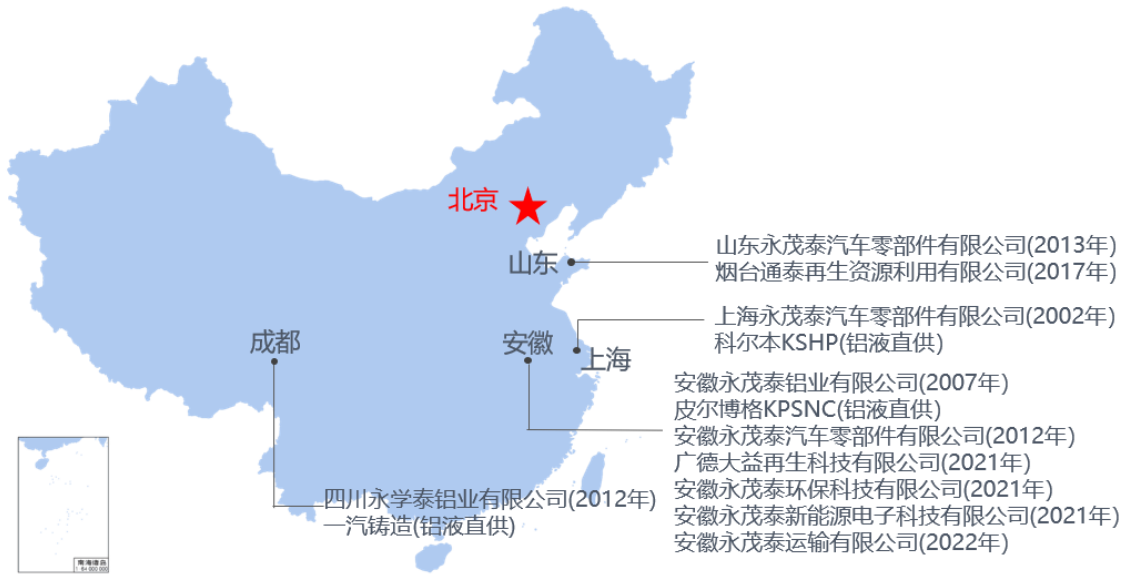 北京
山东
山东永茂泰汽车零部件有限公司(2013年)
烟台通泰再生资源利用有限公司(2017年)
上海永茂泰汽车零部件有限公司(2002年)
科尔本KSHP(铝液直供)
成都
安徽
上海
安徽永茂泰铝业有限公司(2007年)
皮尔博格KPSNC(铝液直供)
安徽永茂泰汽车零部件有限公司(2012年)
广德大益再生科技有限公司(2021年)
安徽永茂泰环保科技有限公司(2021年)
安徽永茂泰新能源电子科技有限公司(2021年)
安徽永茂泰运输有限公司(2022年)
四川永学泰铝业有限公司(2012年)
一汽铸造(铝液直供)
南海诸岛